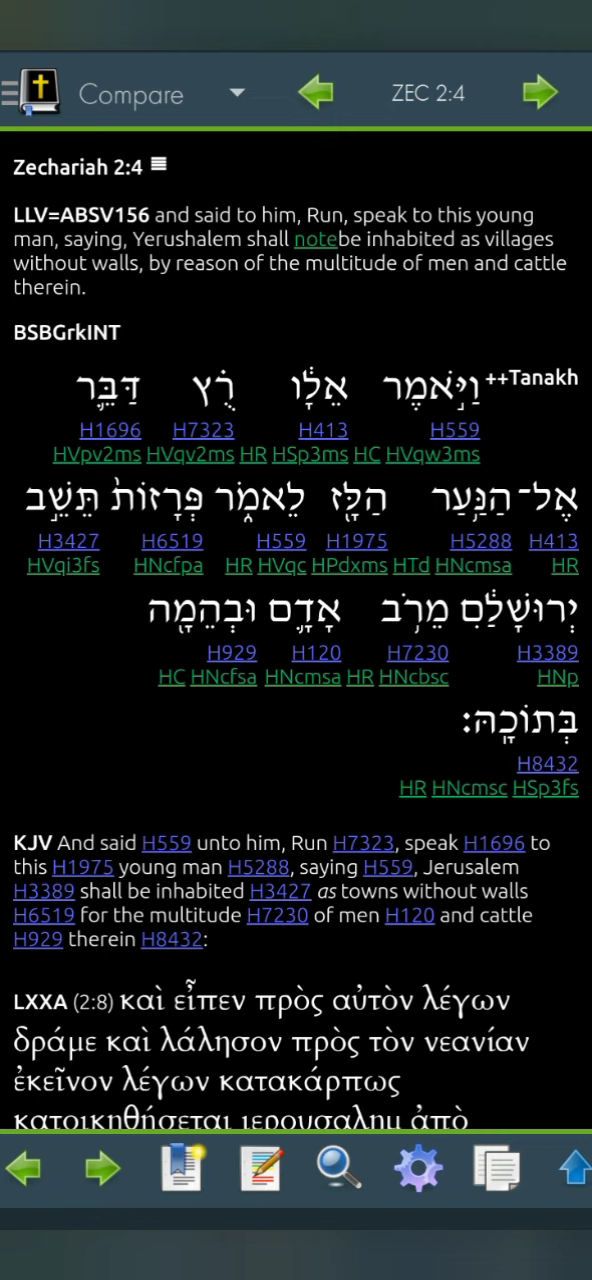 Compare
ZEC 2:4
Zechariah 2:4
LLV=ABSV156 and said to him, Run, speak to this young
man, saying, Yerushalem shall notebe inhabited as villages
without walls, by reason of the multitude of men and cattle
therein.
BSBGrkINT
++Tanakh וַיֹּ֣אמֶר אֵלָ֔ו רֻ֗ץ דַּבֵּ֛ר
H1696 H7323 H413 H559
HVpv2ms HVqv2ms HR HSp3ms HC HVqw3ms
אֶל־הַנַּ֥עַר הַלָּ֖ז לֵאמֹ֑ר פְּרָזוֹת֙ תֵּשֵׁ֣ב
H3427 H6519 H559 H1975 H5288 H413
HVqi3fs HNcfpa HR HVqc HPdxms HTd HNcmsa HR
יְרוּשָׁלִַ֔ם מֵרֹ֥ב אָדָ֛ם וּבְהֵמָ֖ה
H929 H120 H7230 H3389
HC HNcfsa HNcmsa HR HNcbsc HNp
בְּתוֹכָֽהּ׃
H8432
HR HNcmsc HSp3fs
KJV And said H559 unto him, Run H7323, speak H1696 to
this H1975 young man H5288, saying H559, Jerusalem
H3389 shall be inhabited H3427 as towns without walls
H6519 for the multitude H7230 of men H120 and cattle
H929 therein H8432:
LXXA (2:8) καὶ εἶπεν πρὸς αὐτὸν λέγων
δράμε καὶ λάλησον πρὸς τὸν νεανίαν
ἐκεῖνον λέγων κατακάρπως
κατοικηθήσεται ιερουσαλημ ἀπὸ